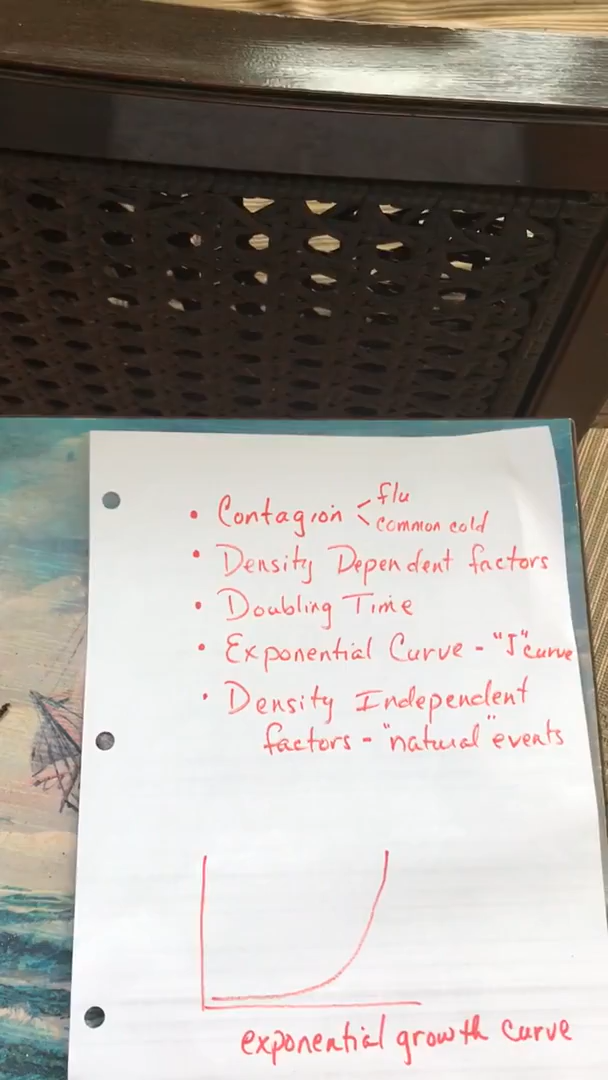 • Contagion < flu
common cold
• Density Dependent factors
• Doubling Time
• Exponential Curve - "J" curve
• Density Independent
factors - "natural" events
exponential growth curve